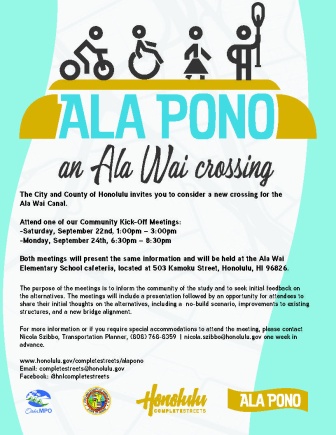 ALA PONO
an Ala Wai crossing
The City and County of Honolulu invites you to consider a new crossing for the
Ala Wai Canal.
Attend one of our Community Kick-Off Meetings:
-Saturday, September 22nd, 1:00pm – 3:00pm
-Monday, September 24th, 6:30pm – 8:30pm
Both meetings will present the same information and will be held at the Ala Wai
Elementary School cafeteria, located at 503 Kamoku Street, Honolulu, HI 96826.
The purpose of the meetings is to inform the community of the study and to seek initial feedback on
the alternatives. The meetings will include a presentation followed by an opportunity for attendees to
share their initial thoughts on the alternatives, including a no-build scenario, improvements to existing
structures, and a new bridge alignment.
For more information or if you require special accommodations to attend the meeting, please contact
Nicola Szibbo, Transportation Planner, (808) 768-8359 | nicola.szibbo@honolulu.gov one week in
advance.
www.honolulu.gov/completestreets/alapono
Email: completestreets@honolulu.gov
Facebook: @hnlcompletestreets
OahuMPO
Honolulu
COMPLETE STREETS
ALA PONO